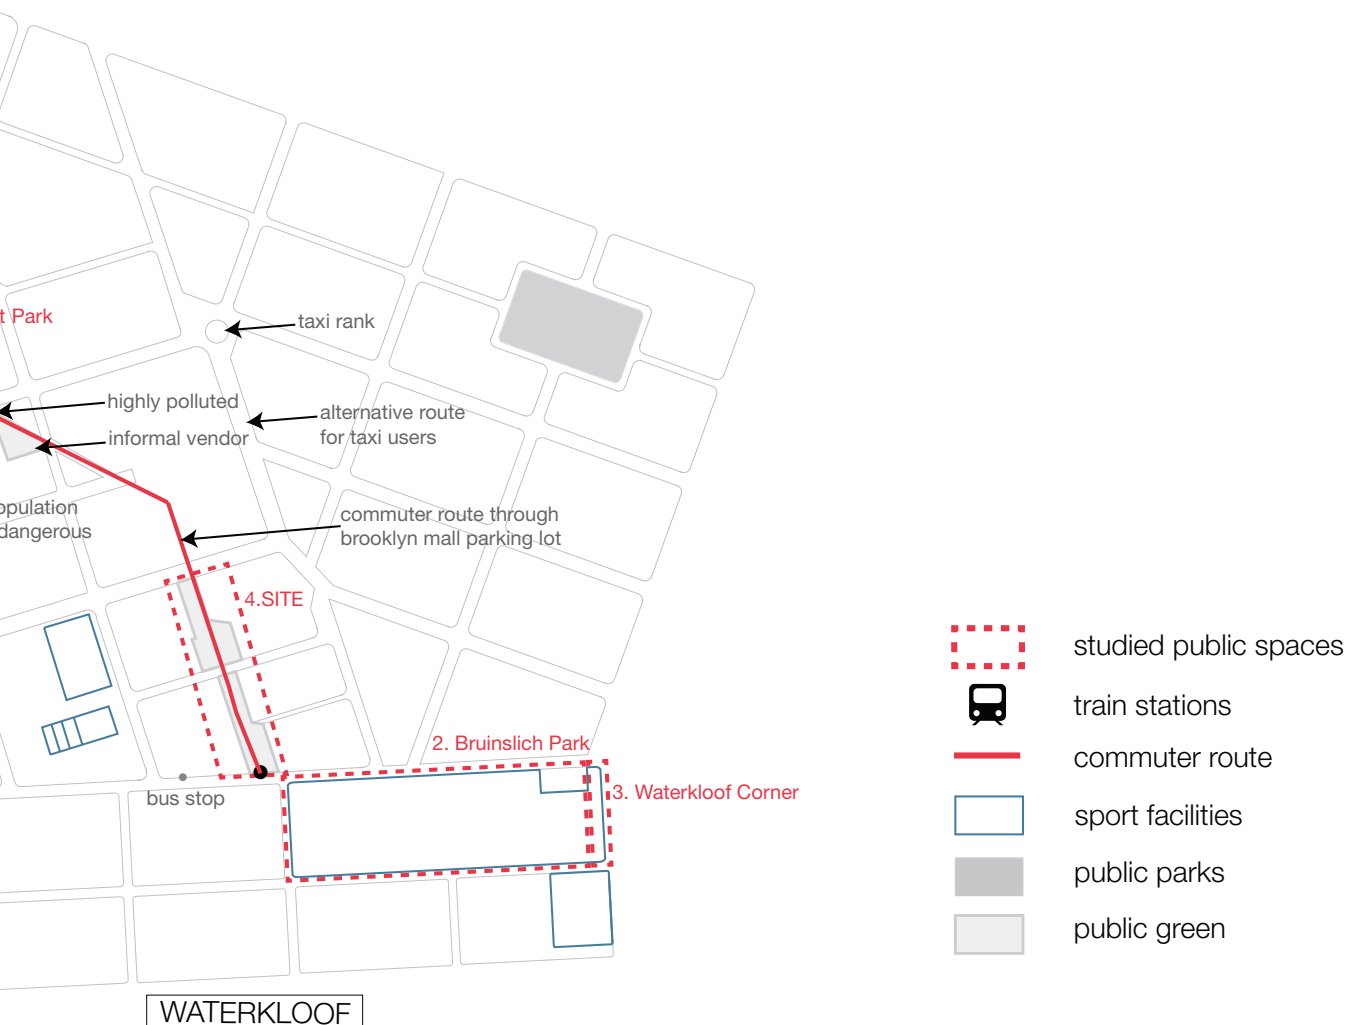 t Park
taxi rank
highly polluted
informal vendor
alternative route
for taxi users
opulation
dangerous
commuter route through
brooklyn mall parking lot
4.SITE
2. Bruinslich Park
3. Waterkloof Corner
bus stop
WATERKLOOF
studied public spaces
train stations
commuter route
sport facilities
public parks
public green